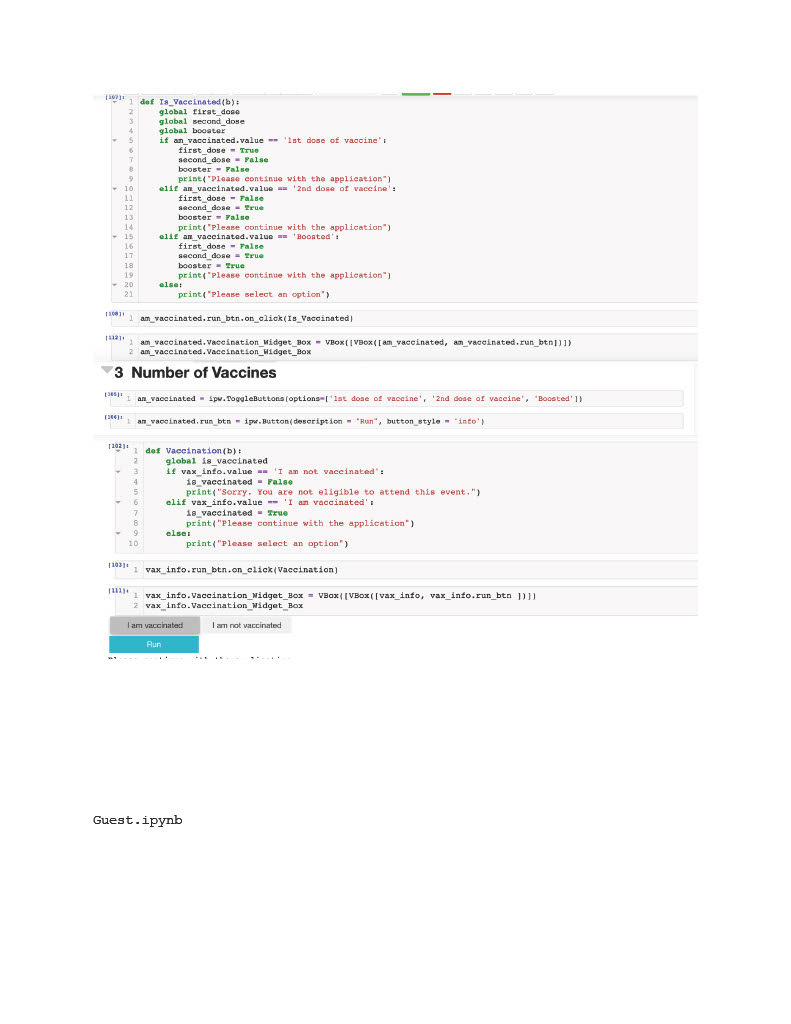 [107]:
1 def Is_Vaccinated(b):
2 global first_dose
3 global second_dose
4 global booster
5 if am_vaccinated.value == '1st dose of vaccine':
6 first_dose = True
7 second_dose = False
8 booster = False
9 print("Please continue with the application")
10 elif am_vaccinated.value == '2nd dose of vaccine':
11 first_dose = False
12 second_dose = True
13 booster = False
14 print("Please continue with the application")
15 elif am_vaccinated.value == 'Boosted':
16 first_dose = False
17 second_dose = True
18 booster = True
19 print("Please continue with the application")
20 else:
21 print("Please select an option")
[108]: 1 am_vaccinated.run_btn.on_click(Is_Vaccinated)
[112]: 1 am_vaccinated.Vaccination_Widget_Box = VBox([VBox([am_vaccinated, am_vaccinated.run_btn])])
2 am_vaccinated.Vaccination_Widget_Box
3 Number of Vaccines
[105]: 1 am_vaccinated = ipw.ToggleButtons(options=['1st dose of vaccine', '2nd dose of vaccine', 'Boosted'])
[106]: 1 am_vaccinated.run_btn = ipw.Button(description = "Run", button_style = 'info')
[102]: 1 def Vaccination(b):
2 global is_vaccinated
3 if vax_info.value == 'I am not vaccinated':
4 is_vaccinated = False
5 print("Sorry. You are not eligible to attend this event.")
6 elif vax_info.value == 'I am vaccinated':
7 is_vaccinated = True
8 print("Please continue with the application")
9 else:
10 print("Please select an option")
[103]: 1 vax_info.run_btn.on_click(Vaccination)
[111]: 1 vax_info.Vaccination_Widget_Box = VBox([VBox([vax_info, vax_info.run_btn ])])
2 vax_info.Vaccination_Widget_Box
I am vaccinated I am not vaccinated
Run
Guest.ipynb